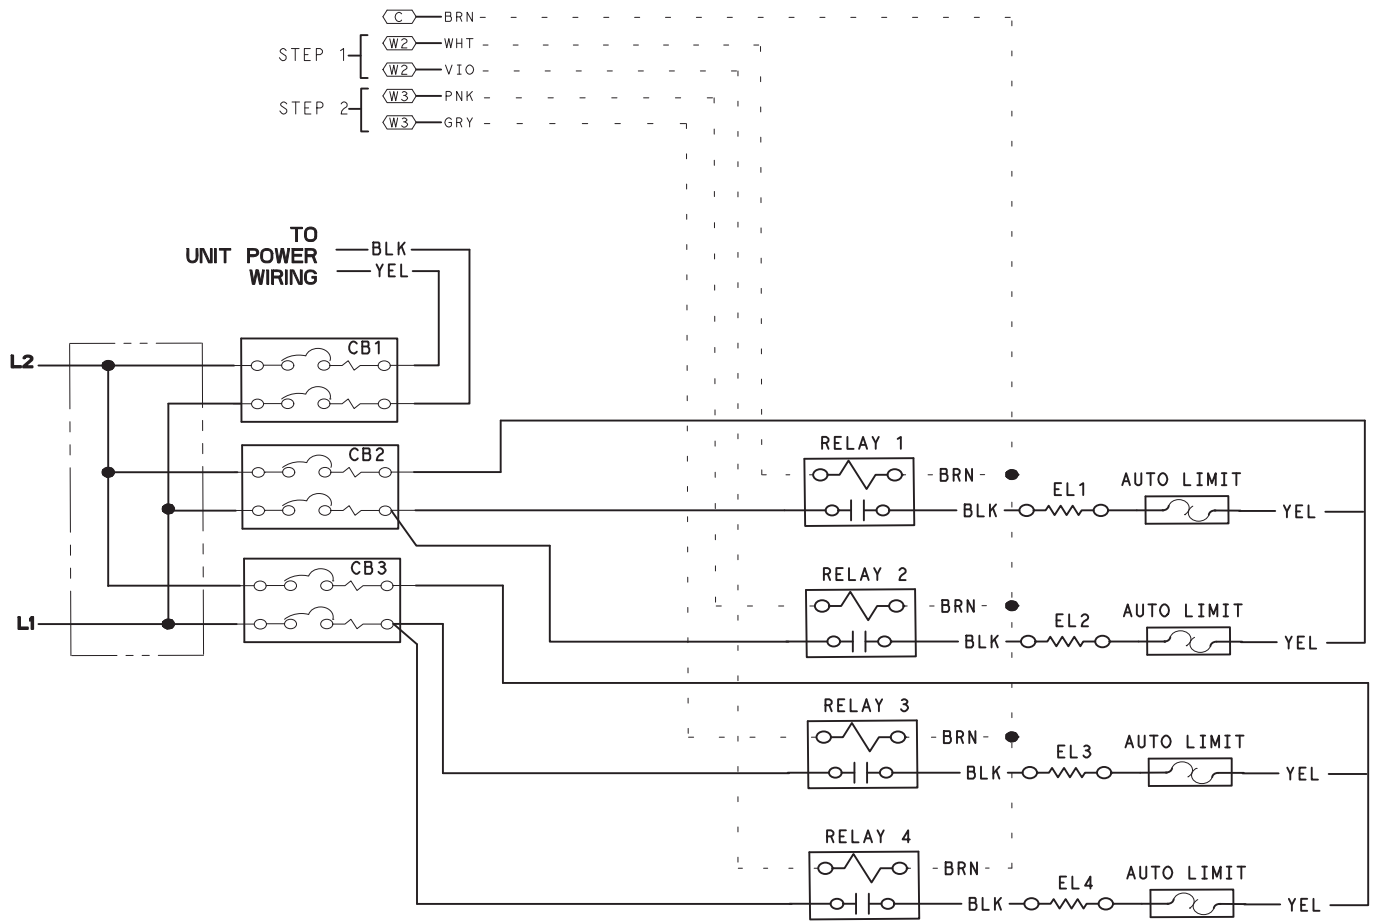 C BRN
STEP 1 W2 WHT
W2 VIO
STEP 2 W3 PNK
W3 GRY
TO
UNIT POWER
WIRING
BLK
YEL
L2
CB1
CB2
CB3
L1
RELAY 1
BRN
BLK
EL1
AUTO LIMIT
YEL
RELAY 2
BRN
BLK
EL2
AUTO LIMIT
YEL
RELAY 3
BRN
BLK
EL3
AUTO LIMIT
YEL
RELAY 4
BRN
BLK
EL4
AUTO LIMIT
YEL